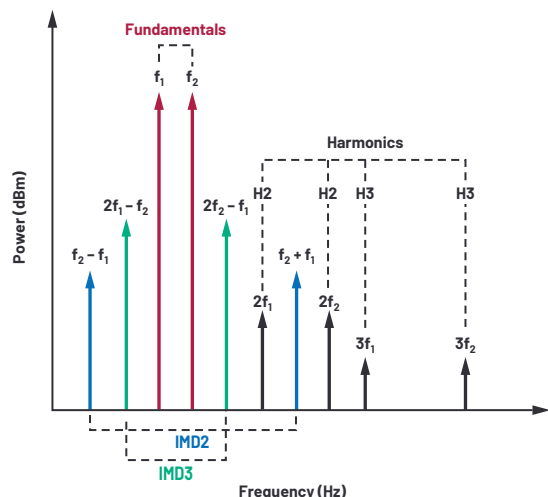 Fundamentals
f₁ f₂
Harmonics
H2 H2 H3 H3
2f₁ – f₂ 2f₂ – f₁
f₂ – f₁ f₂ + f₁
2f₁ 2f₂
3f₁ 3f₂
Power (dBm)
IMD2
IMD3
Frequency (Hz)